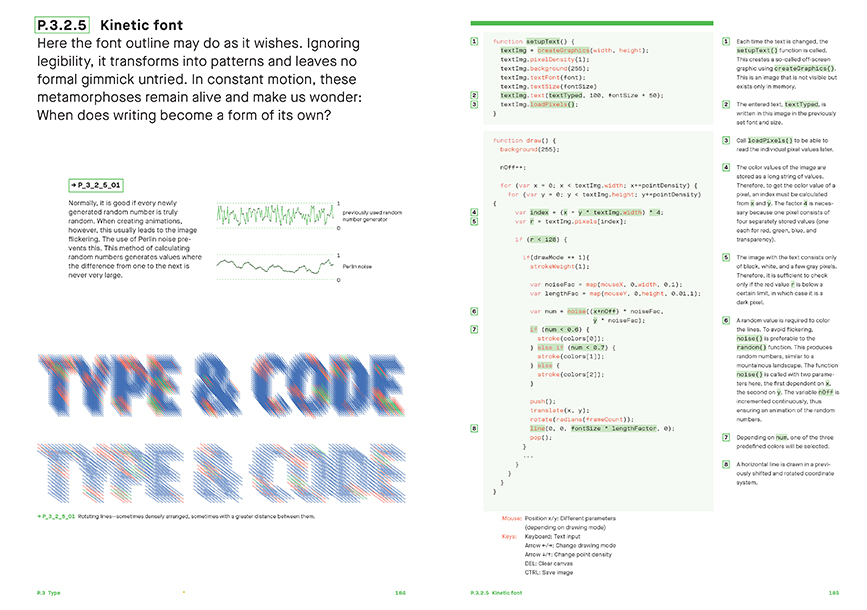 P.3.2.5 Kinetic font
Here the font outline may do as it wishes. Ignoring
legibility, it transforms into patterns and leaves no
formal gimmick untried. In constant motion, these
metamorphoses remain alive and make us wonder:
When does writing become a form of its own?
→ P_3_2_5_01
Normally, it is good if every newly
generated random number is truly
random. When creating animations,
however, this usually leads to the image
flickering. The use of Perlin noise pre-
vents this. This method of calculating
random numbers generates values where
the difference from one to the next is
never very large.
1
previously used random
number generator
0
1
Perlin noise
0
TYPE & CODE
TYPE & CODE
→ P_3_2_5_01 Rotating lines—sometimes densely arranged, sometimes with a greater distance between them.
P.3 Type
186
1
function setupText() {
textImg = createGraphics(width, height);
textImg.pixelDensity(1);
textImg.background(255);
textImg.textFont(font);
textImg.textSize(fontSize)
2
textImg.text(textTyped, 100, fontSize + 50);
3
textImg.loadPixels();
}
function draw() {
background(255);
nOff++;
for (var x = 0; x < textImg.width; x+=pointDensity) {
for (var y = 0; y < textImg.height; y+=pointDensity)
{
4
var index = (x + y * textImg.width) * 4;
5
var r = textImg.pixels[index];
if (r < 128) {
if(drawMode == 1){
strokeWeight(1);
var noiseFac = map(mouseX, 0,width, 0,1);
var lengthFac = map(mouseY, 0,height, 0.01,1);
6
var num = noise((x+nOff) * noiseFac,
y * noiseFac);
7
if (num < 0.6) {
stroke(colors[0]);
} else if (num < 0.7) {
stroke(colors[1]);
} else {
stroke(colors[2]);
}
push();
translate(x, y);
rotate(radians(frameCount));
8
line(0, 0, fontSize * lengthFactor, 0);
pop();
}
...
}
}
}
}
Mouse: Position x/y: Different parameters
(depending on drawing mode)
Keys: Keyboard: Text input
Arrow ←/→: Change drawing mode
Arrow ↓/↑: Change point density
DEL: Clear canvas
CTRL: Save image
1 Each time the text is changed, the
setupText() function is called.
This creates a so-called off-screen
graphic using createGraphics().
This is an image that is not visible but
exists only in memory.
2 The entered text, textTyped, is
written in this image in the previously
set font and size.
3 Call loadPixels() to be able to
read the individual pixel values later.
4 The color values of the image are
stored as a long string of values.
Therefore, to get the color value of a
pixel, an index must be calculated
from x and y. The factor 4 is neces-
sary because one pixel consists of
four separately stored values (one
each for red, green, blue, and
transparency).
5 The image with the text consists only
of black, white, and a few gray pixels.
Therefore, it is sufficient to check
only if the red value r is below a
certain limit, in which case it is a
dark pixel.
6 A random value is required to color
the lines. To avoid flickering,
noise() is preferable to the
random() function. This produces
random numbers, similar to a
mountainous landscape. The function
noise() is called with two parame-
ters here, the first dependent on x,
the second on y. The variable nOff is
incremented continuously, thus
ensuring an animation of the random
numbers.
7 Depending on num, one of the three
predefined colors will be selected.
8 A horizontal line is drawn in a previ-
ously shifted and rotated coordinate
system.
P.3.2.5 Kinetic font